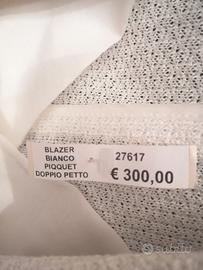 BLAZER
BIANCO
PIQQUET
DOPPIO PETTO
27617
€ 300,00
subito